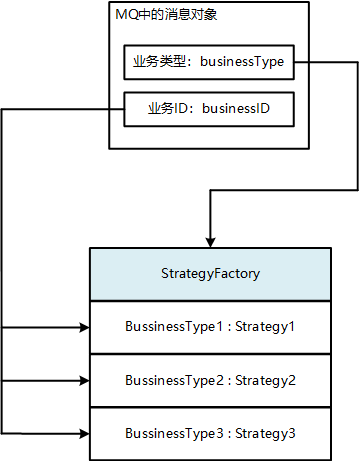 MQ中的消息对象
业务类型：businessType
业务ID：businessID
StrategyFactory
BussinessType1 : Strategy1
BussinessType2 : Strategy2
BussinessType3 : Strategy3